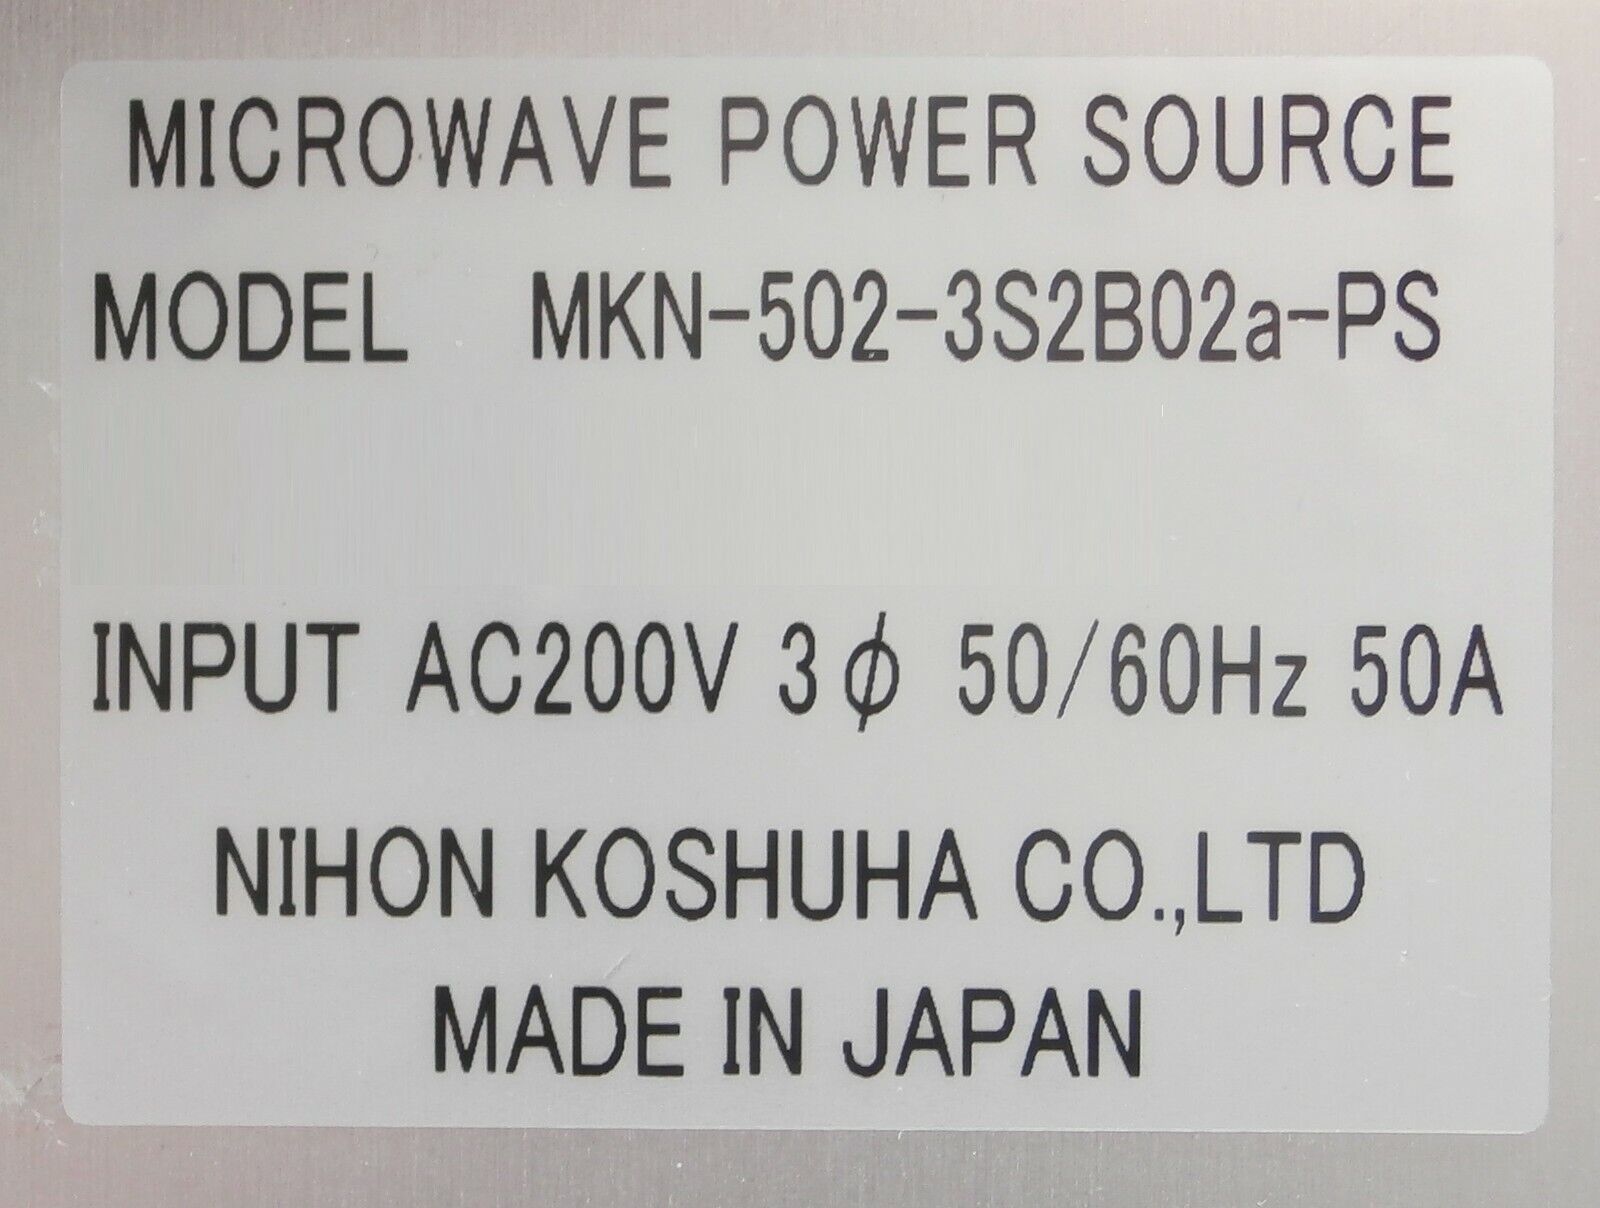 MICROWAVE POWER SOURCE
MODEL MKN-502-3S2B02a-PS
INPUT AC200V 3ϕ 50/60Hz 50A
NIHON KOSHUHA CO.,LTD
MADE IN JAPAN